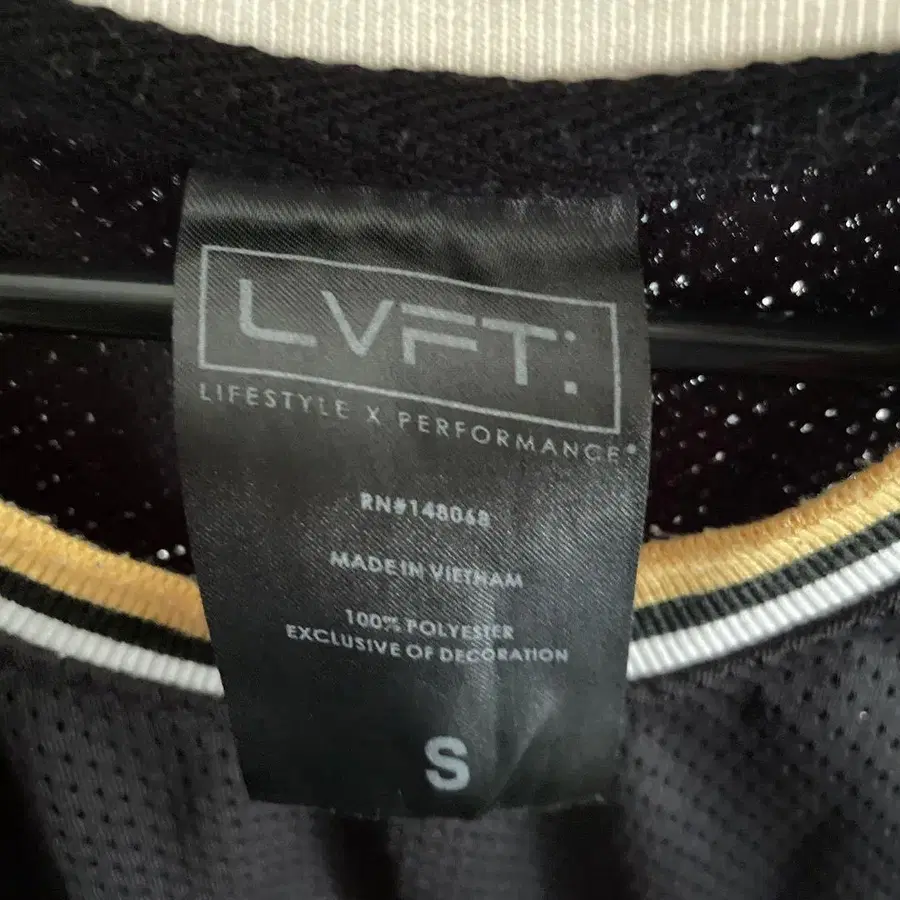 LVFT:
LIFESTYLE X PERFORMANCE®
RN#148068
MADE IN VIETNAM
100% POLYESTER
EXCLUSIVE OF DECORATION
S